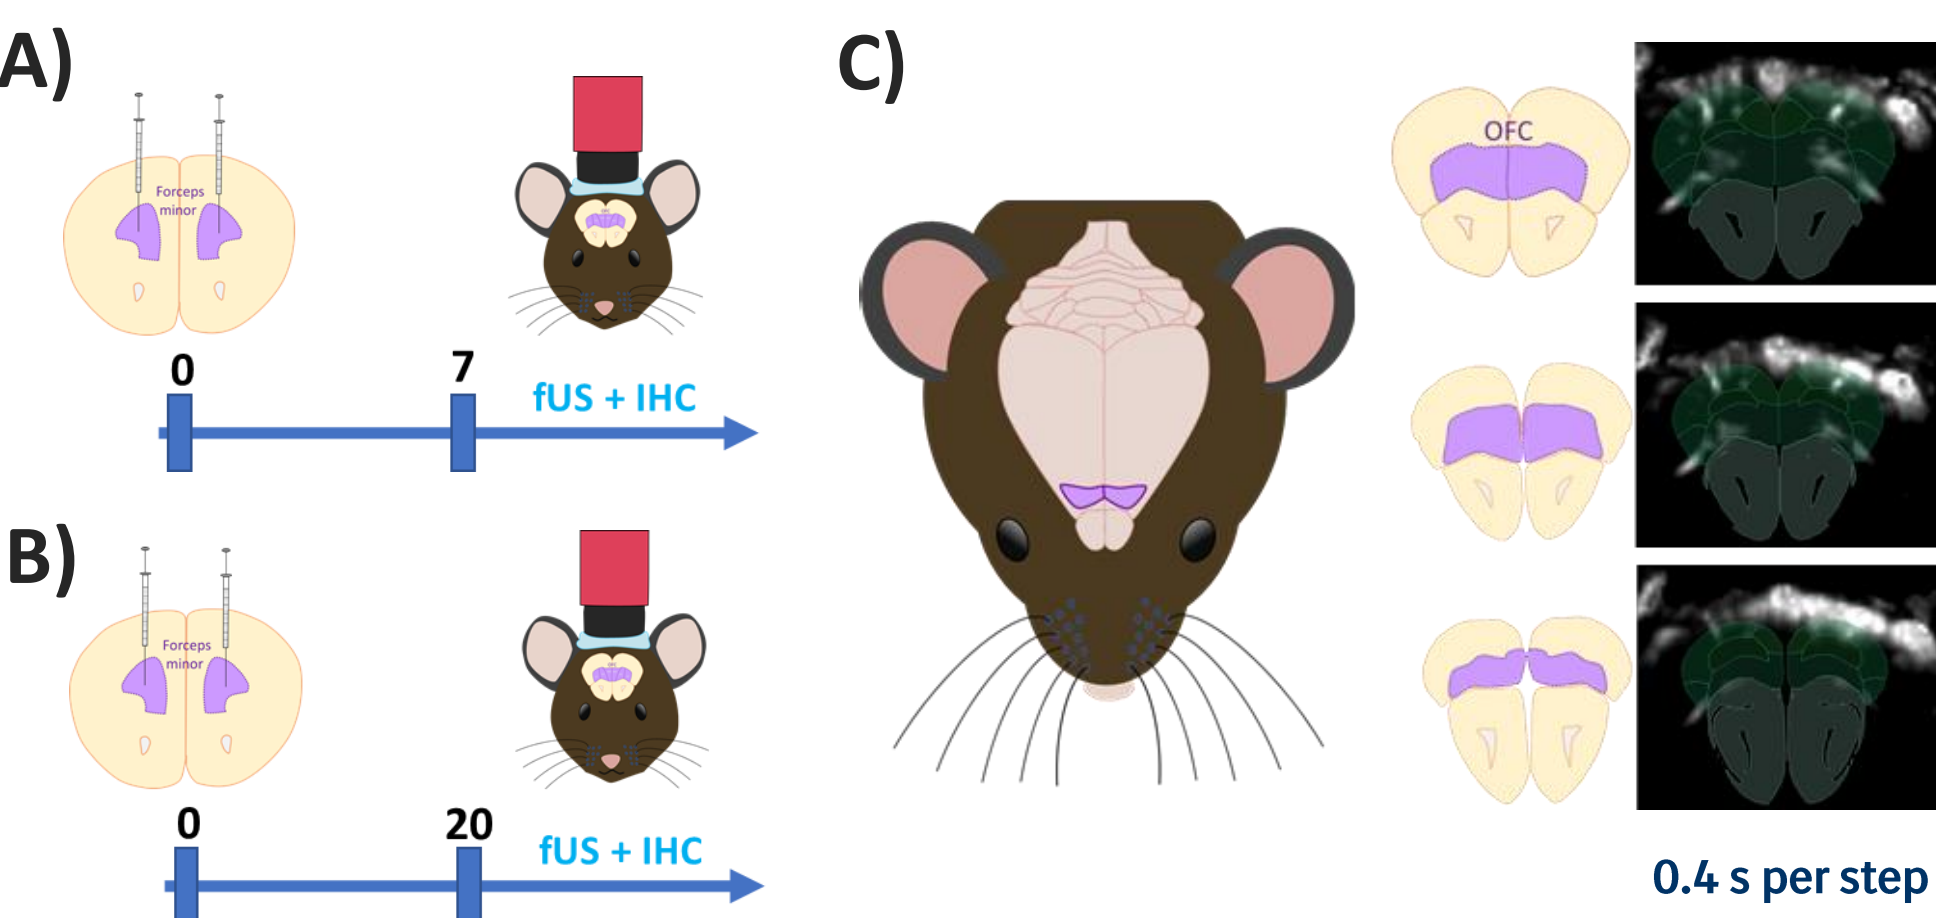 A)
Forceps
minor
0
7
fUS + IHC
B)
Forceps
minor
0
20
fUS + IHC
C)
OFC
0.4 s per step